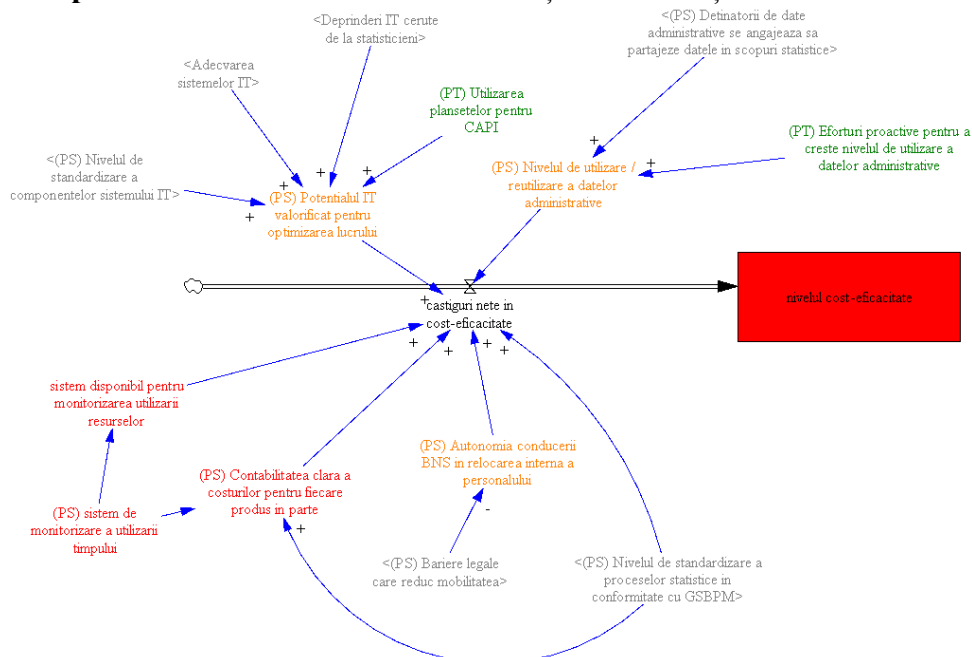 <Deprinderi IT cerute
de la statisticieni>
<(PS) Detinatorii de date
administrative se angajeaza sa
partajeze datele in scopuri statistice>
<Adecvarea
sistemelor IT>
(PT) Utilizarea
plansetelor pentru
CAPI
(PT) Eforturi proactive pentru a
creste nivelul de utilizare a
datelor administrative
<(PS) Nivelul de
standardizare a
componentelor sistemului IT>
(PS) Nivelul de utilizare /
reutilizare a datelor
administrative
(PS) Potentialul IT
valorificat pentru
optimizarea lucrului
+
+
+
+
+
+
castiguri nete in
cost-eficacitate
nivelul cost-eficacitate
+
+
+
+
+
sistem disponibil pentru
monitorizarea utilizarii
resurselor
(PS) Autonomia conducerii
BNS in relocarea interna a
personalului
(PS) Contabilitatea clara a
costurilor pentru fiecare
produs in parte
+
-
(PS) sistem de
monitorizare a utilizarii
timpului
<(PS) Bariere legale
care reduc mobilitatea>
<(PS) Nivelul de standardizare a
proceselor statistice in
conformitate cu GSBPM>